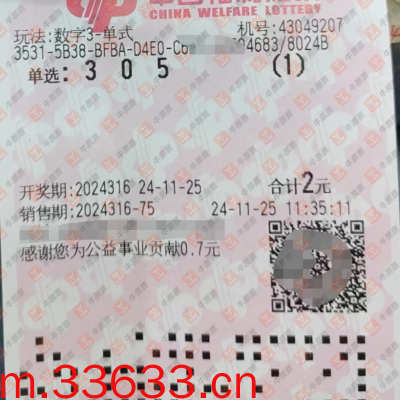 CHINA WELFARE LOTTERY
玩法:数字3-单式 机号:43049207
3531-5B38-BFBA-D4E0-C6 04683/8024B
单选: 3 0 5 (1)
开奖期:2024316 24-11-25 合计2元
销售期:2024316-75 24-11-25 11:35:11
感谢您为公益事业贡献0.7元
m.33633.cn